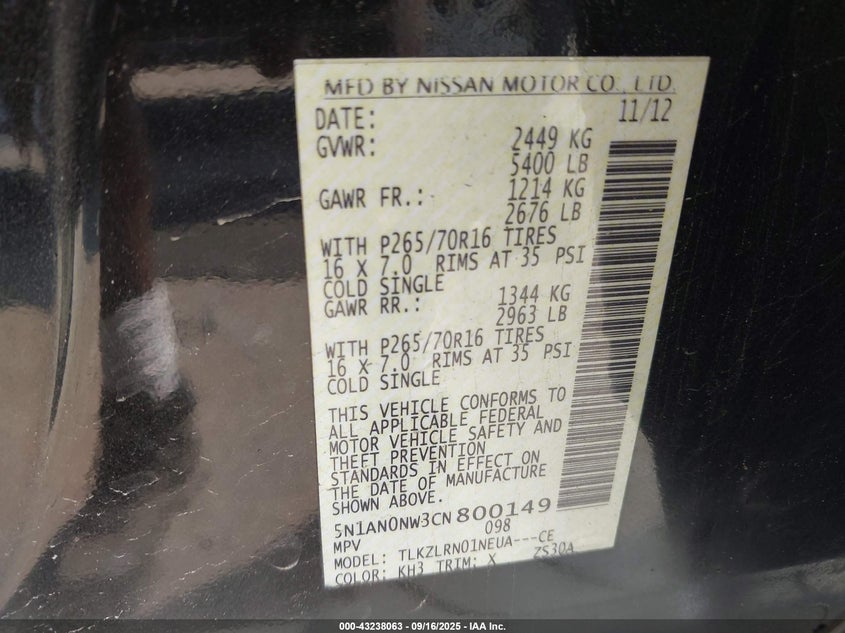 MFD BY NISSAN MOTOR CO., LTD.
DATE: 11/12
GVWR: 2449 KG
5400 LB
GAWR FR.: 1214 KG
2676 LB
WITH P265/70R16 TIRES
16 X 7.0 RIMS AT 35 PSI
COLD SINGLE
GAWR RR.: 1344 KG
2963 LB
WITH P265/70R16 TIRES
16 X 7.0 RIMS AT 35 PSI
COLD SINGLE
THIS VEHICLE CONFORMS TO
ALL APPLICABLE FEDERAL
MOTOR VEHICLE SAFETY AND
THEFT PREVENTION
STANDARDS IN EFFECT ON
THE DATE OF MANUFACTURE
SHOWN ABOVE.
5N1AN0NW3CN800149
MPV 098
MODEL: TLKZLRN01NEUA---CE
COLOR: KH3 TRIM: X ZS30A
000-43238063 - 09/16/2025 - IAA Inc.